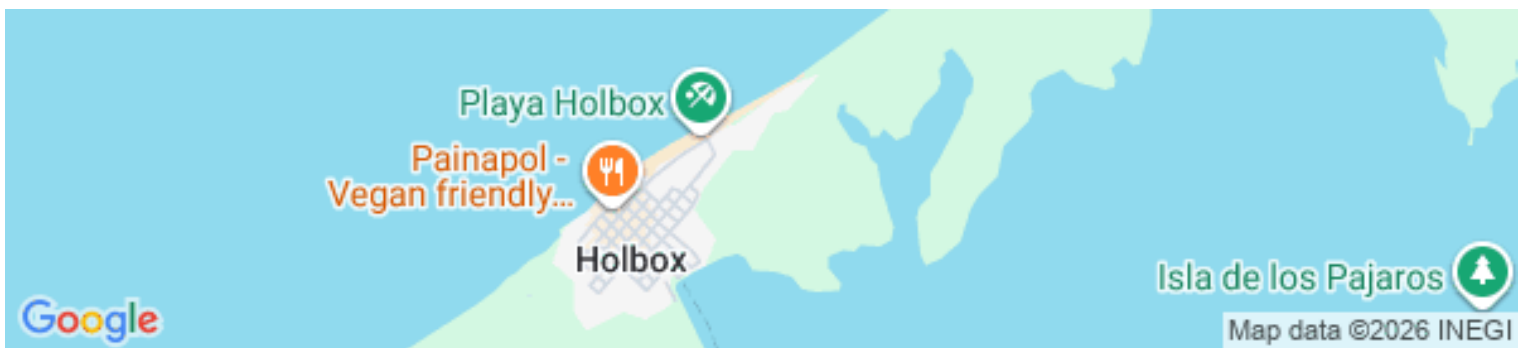 Playa Holbox
Painapol -
Vegan friendly...
Holbox
Isla de los Pajaros
Google
Map data ©2026 INEGI